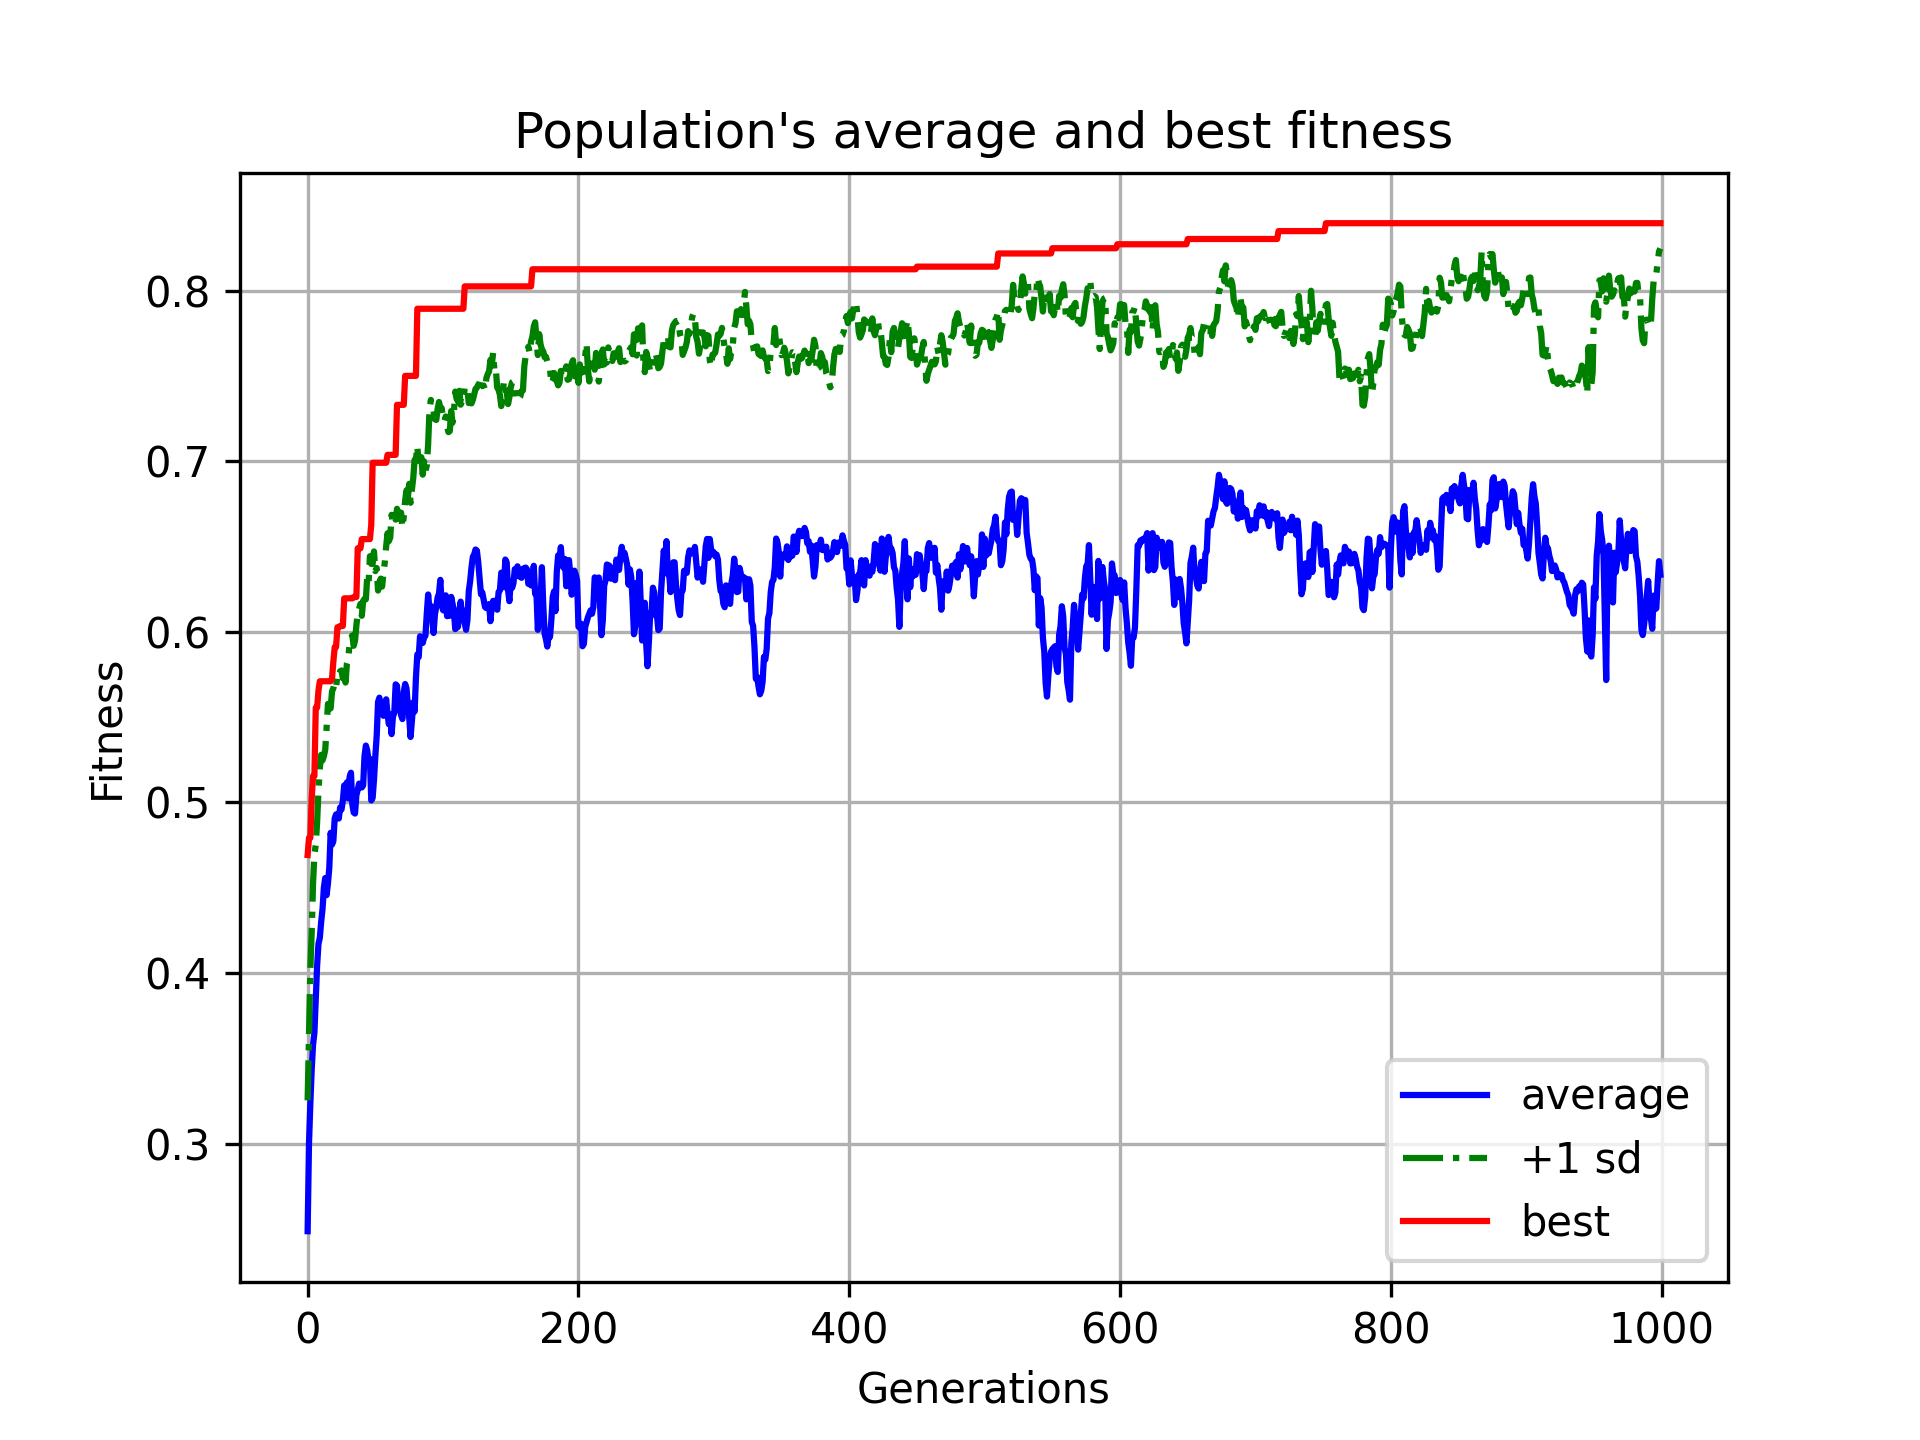 Population's average and best fitness
Fitness
0.8
0.7
0.6
0.5
0.4
0.3
0 200 400 600 800 1000
Generations
average
+1 sd
best